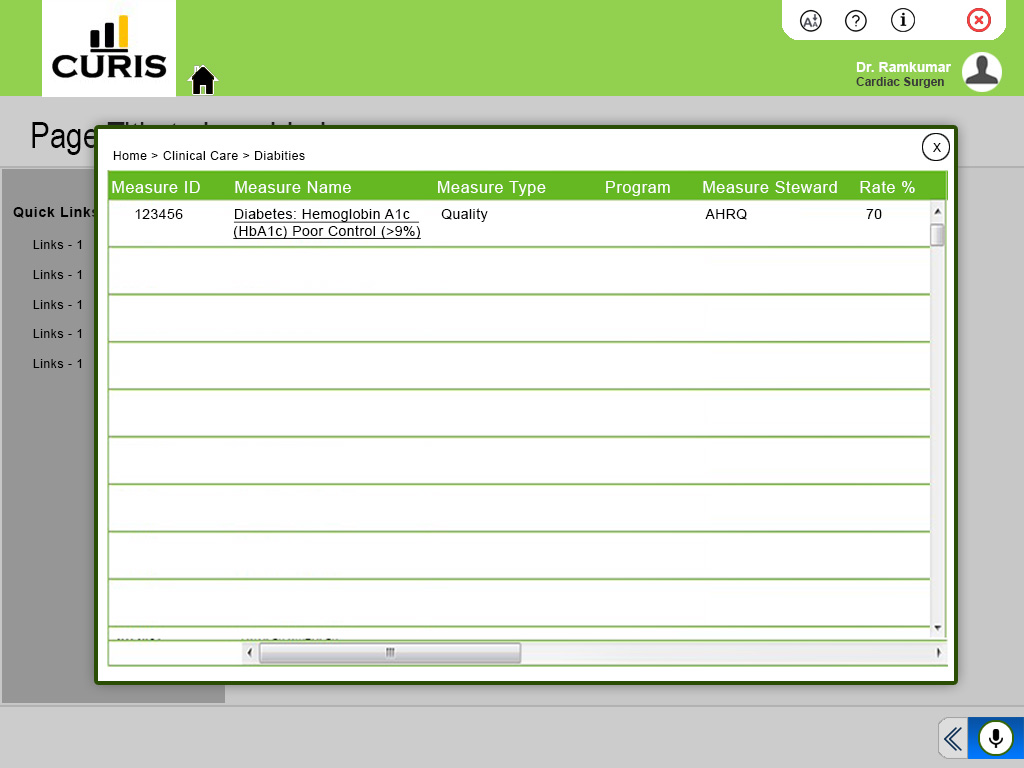 CURIS
Dr. Ramkumar
Cardiac Surgen
Page
Home > Clinical Care > Diabities
X
Measure ID Measure Name Measure Type Program Measure Steward Rate %
123456 Diabetes: Hemoglobin A1c Quality AHRQ 70
(HbA1c) Poor Control (>9%)
Quick Links
Links - 1
Links - 1
Links - 1
Links - 1
Links - 1